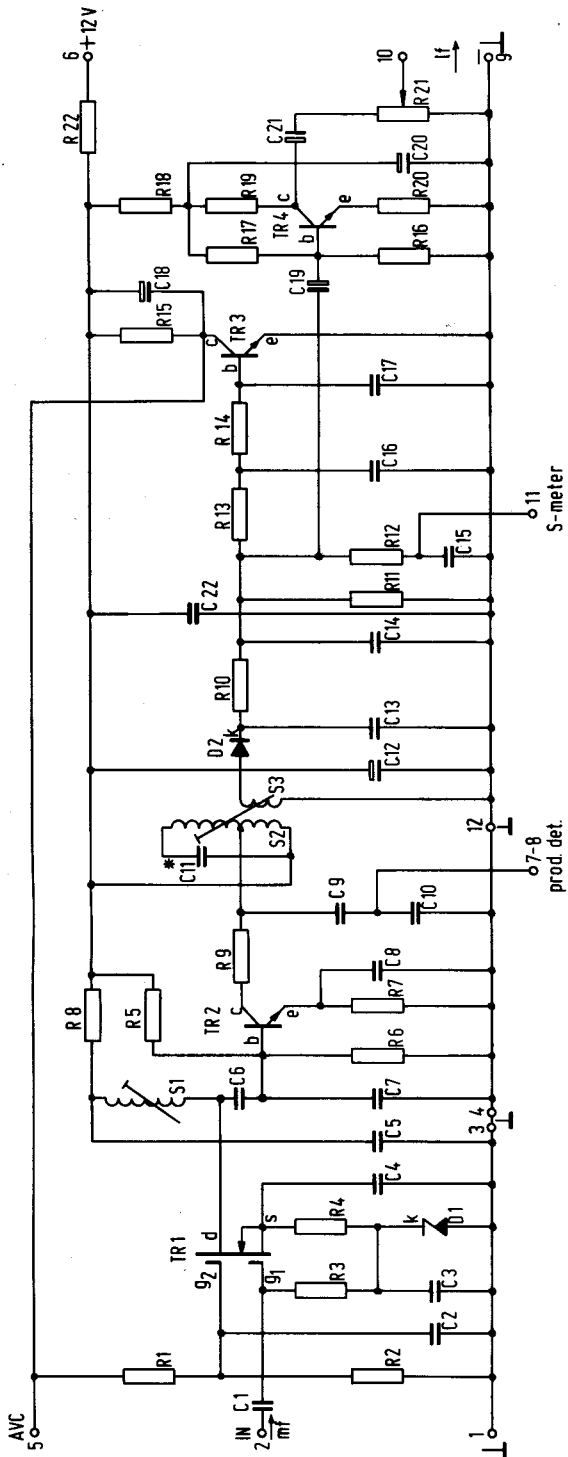 AVC
5
R1
IN
2
mf
C1
R2
1
C2
C3
TR1
g2
g1
d
s
R3
R4
k
D1
C4
C5
3 4
S1
R8
R5
C6
C7
TR2
b
c
e
R6
R7
C8
R9
C9
C10
7-8
prod. det.
*
C11
S2
S3
12
D2
k
C12
C13
R10
C14
C22
R11
R12
C15
11
S-meter
R13
C16
R14
C17
TR3
b
c
e
R15
C18
C19
R17
R16
TR4
b
c
e
R18
R19
R20
C20
C21
R21
10
lf
9
R22
6
+12V